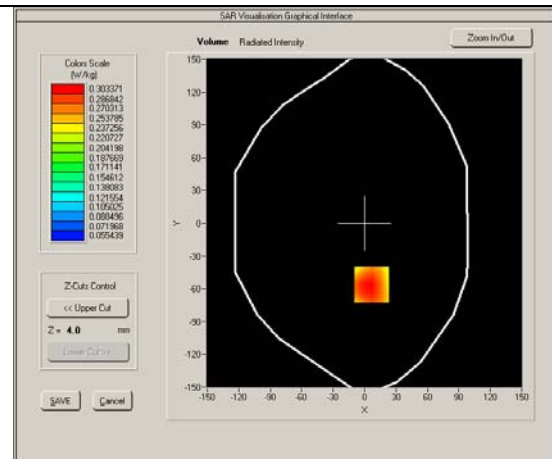 SAR Visualisation Graphical Interface
Volume Radiated Intensity
Zoom In/Out
Colors Scale
(W/kg)
0.303371
0.286842
0.270313
0.253785
0.237256
0.220727
0.204198
0.187669
0.171141
0.154612
0.138083
0.121554
0.105025
0.088496
0.071968
0.055439
Z-Cuts Control
<< Upper Cut
Z = 4.0 mm
Lower Cut >>
SAVE Cancel
150-
120-
90-
60-
30-
0-
-30-
-60-
-90-
-120-
-150-
Y
-150 -120 -90 -60 -30 0 30 60 90 120 150
X